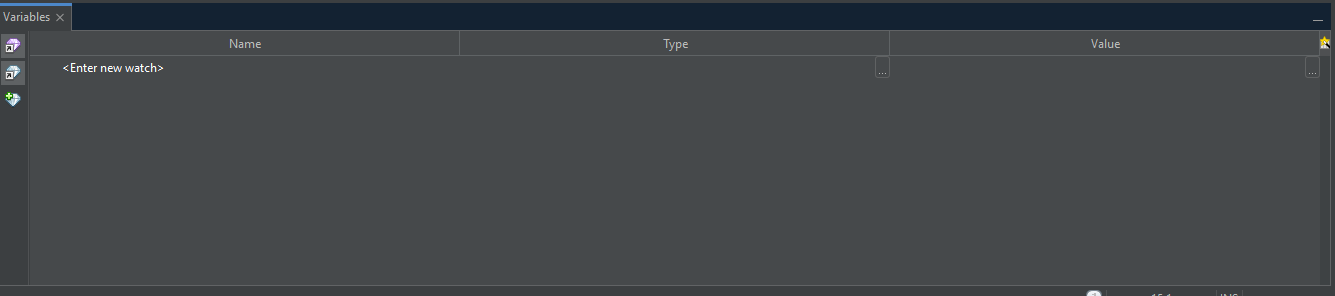 Variables
Name Type Value
<Enter new watch>
...
...